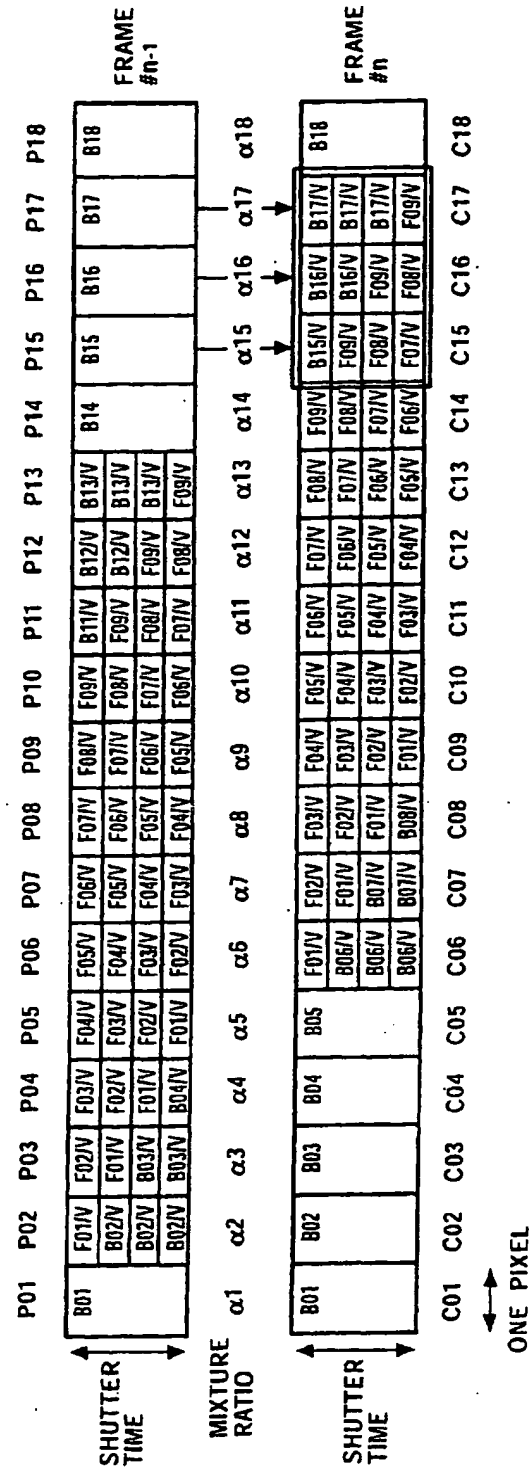 P01 P02 P03 P04 P05 P06 P07 P08 P09 P10 P11 P12 P13 P14 P15 P16 P17 P18
SHUTTER
TIME
B01 F01/V F02/V F03/V F04/V F05/V F06/V F07/V F08/V F09/V B11/V B12/V B13/V B14 B15 B16 B17 B18
B02/V F01/V F02/V F03/V F04/V F05/V F06/V F07/V F08/V F09/V B12/V B13/V
B02/V B03/V F01/V F02/V F03/V F04/V F05/V F06/V F07/V F08/V F09/V B13/V
B02/V B03/V B04/V F01/V F02/V F03/V F04/V F05/V F06/V F07/V F08/V F09/V
FRAME
#n-1
MIXTURE
RATIO
α1 α2 α3 α4 α5 α6 α7 α8 α9 α10 α11 α12 α13 α14 α15 α16 α17 α18
SHUTTER
TIME
B01 B02 B03 B04 B05 F01/V F02/V F03/V F04/V F05/V F06/V F07/V F08/V F09/V B15/V B16/V B17/V B18
B06/V F01/V F02/V F03/V F04/V F05/V F06/V F07/V F08/V F09/V B16/V B17/V
B06/V B07/V F01/V F02/V F03/V F04/V F05/V F06/V F07/V F08/V F09/V B17/V
B06/V B07/V B08/V F01/V F02/V F03/V F04/V F05/V F06/V F07/V F08/V F09/V
FRAME
#n
C01 C02 C03 C04 C05 C06 C07 C08 C09 C10 C11 C12 C13 C14 C15 C16 C17 C18
ONE PIXEL